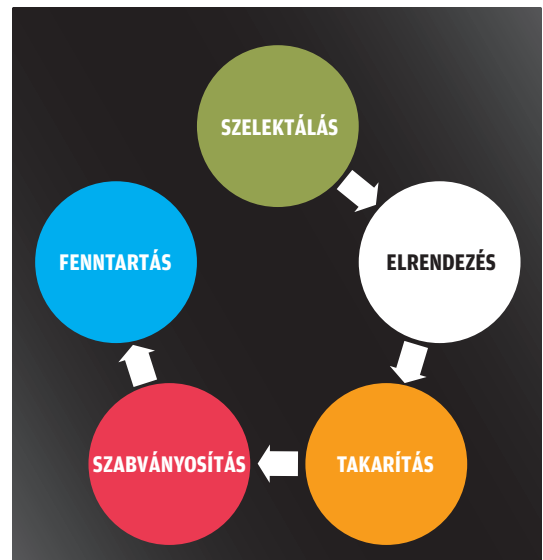 SZELEKTÁLÁS
ELRENDEZÉS
TAKARÍTÁS
SZABVÁNYOSÍTÁS
FENNTARTÁS